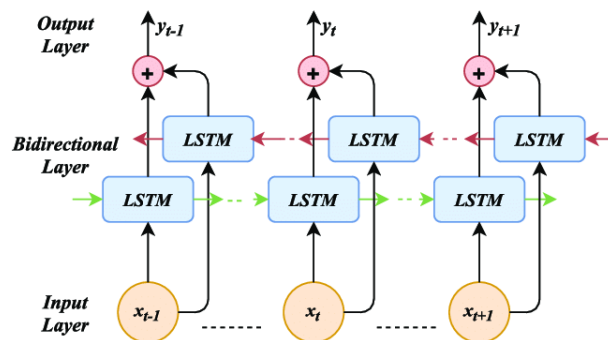 Output
Layer
y_{t-1}
y_t
y_{t+1}
+
+
+
Bidirectional
Layer
LSTM
LSTM
LSTM
LSTM
LSTM
LSTM
Input
Layer
x_{t-1}
x_t
x_{t+1}